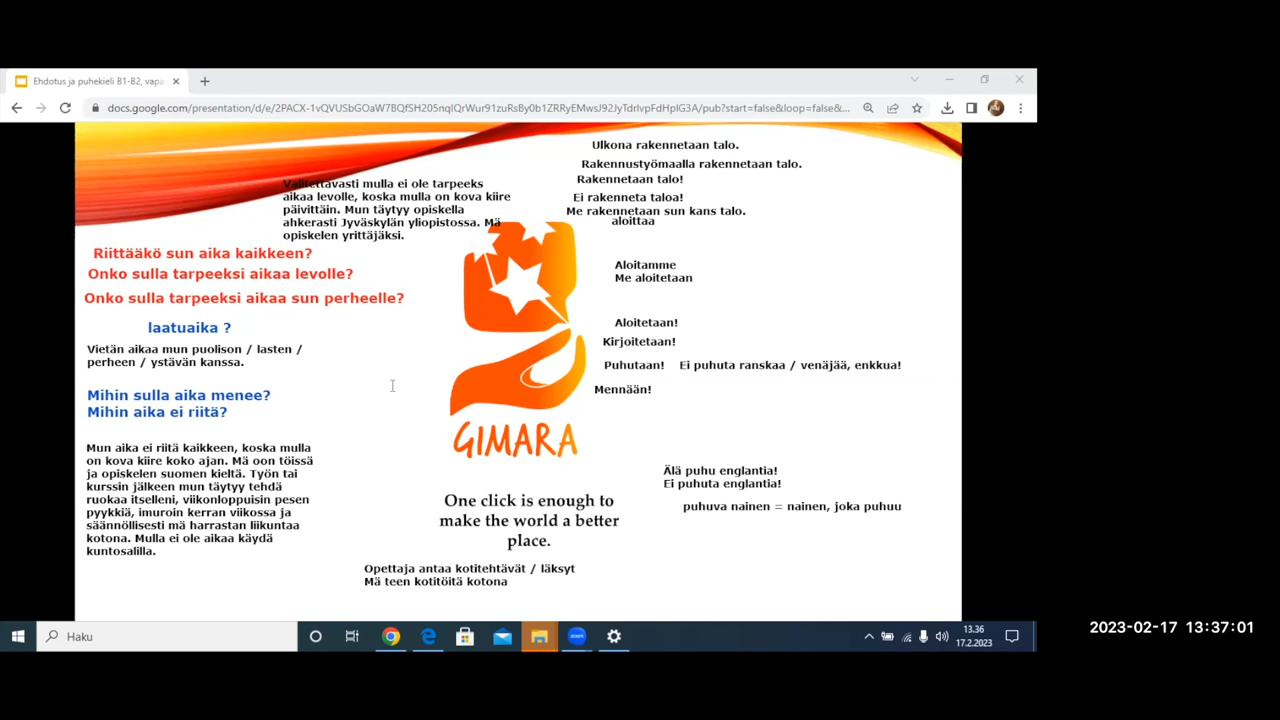 Ehdotus ja puhekieli B1-B2, vapa
docs.google.com/presentation/d/e/2PACX-1vQVUSbGOaW7BQfSH205nqIQrWur91zuRsBy0b1ZRRyEMwsJ92JyTdrlvpFdHpIG3A/pub?start=false&loop=false&...
Ulkona rakennetaan talo.
Rakennustyömaalla rakennetaan talo.
Rakennetaan talo!
Ei rakenneta taloa!
Me rakennetaan sun kans talo.
aloittaa
Valitettavasti mulla ei ole tarpeeks
aikaa levolle, koska mulla on kova kiire
päivittäin. Mun täytyy opiskella
ahkerasti Jyväskylän yliopistossa. Mä
opiskelen yrittäjäksi.
Riittääkö sun aika kaikkeen?
Onko sulla tarpeeksi aikaa levolle?
Onko sulla tarpeeksi aikaa sun perheelle?
laatuaika ?
Vietän aikaa mun puolison / lasten /
perheen / ystävän kanssa.
Mihin sulla aika menee?
Mihin aika ei riitä?
Mun aika ei riitä kaikkeen, koska mulla
on kova kiire koko ajan. Mä oon töissä
ja opiskelen suomen kieltä. Työn tai
kurssin jälkeen mun täytyy tehdä
ruokaa itselleni, viikonloppuisin pesen
pyykkiä, imuroin kerran viikossa ja
säännöllisesti mä harrastan liikuntaa
kotona. Mulla ei ole aikaa käydä
kuntosalilla.
Aloitamme
Me aloitetaan
Aloitetaan!
Kirjoitetaan!
Puhutaan! Ei puhuta ranskaa / venäjää, enkkua!
Mennään!
GIMARA
One click is enough to
make the world a better
place.
Älä puhu englantia!
Ei puhuta englantia!
puhuva nainen = nainen, joka puhuu
Opettaja antaa kotitehtävät / läksyt
Mä teen kotitöitä kotona
Haku
zoom
13.36
17.2.2023
2023-02-17 13:37:01